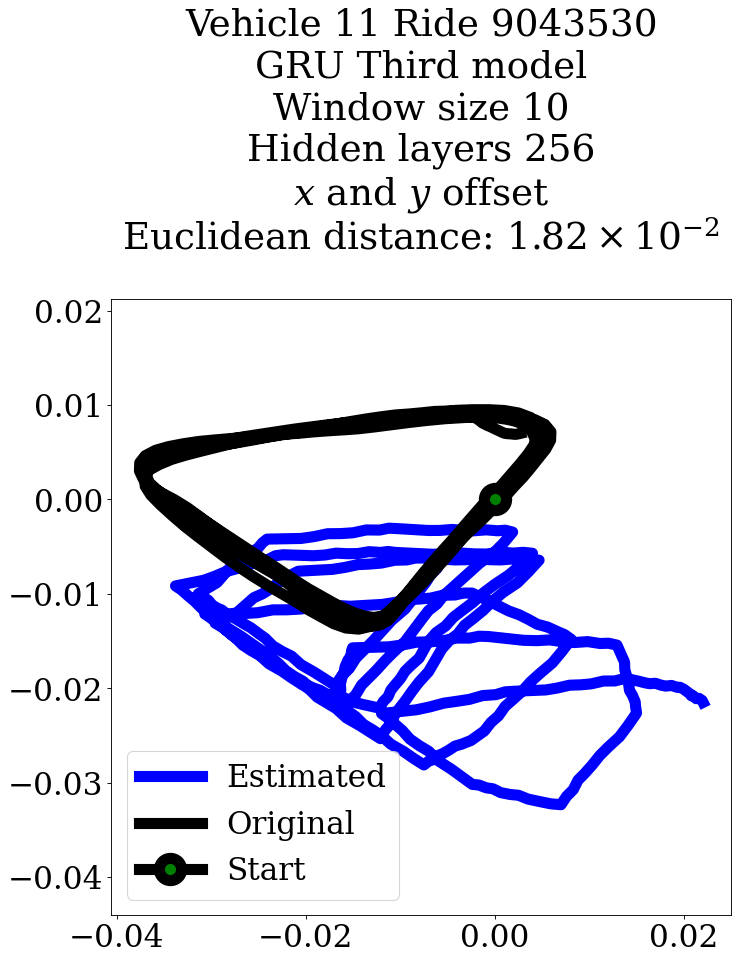 Vehicle 11 Ride 9043530
GRU Third model
Window size 10
Hidden layers 256
x and y offset
Euclidean distance: 1.82 × 10⁻²
0.02
0.01
0.00
−0.01
−0.02
−0.03
−0.04
Estimated
Original
Start
−0.04 −0.02 0.00 0.02